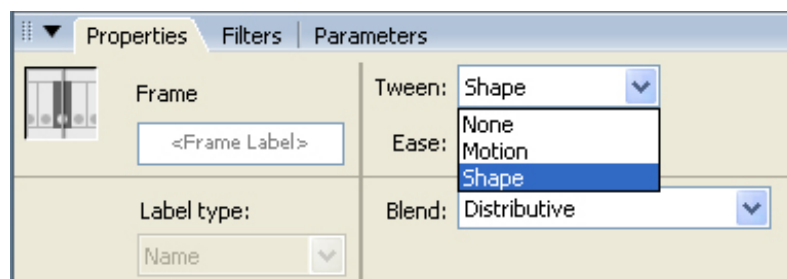 Properties Filters Parameters
Frame Tween: Shape
<Frame Label> Ease: None
Motion
Shape
Label type: Blend: Distributive
Name